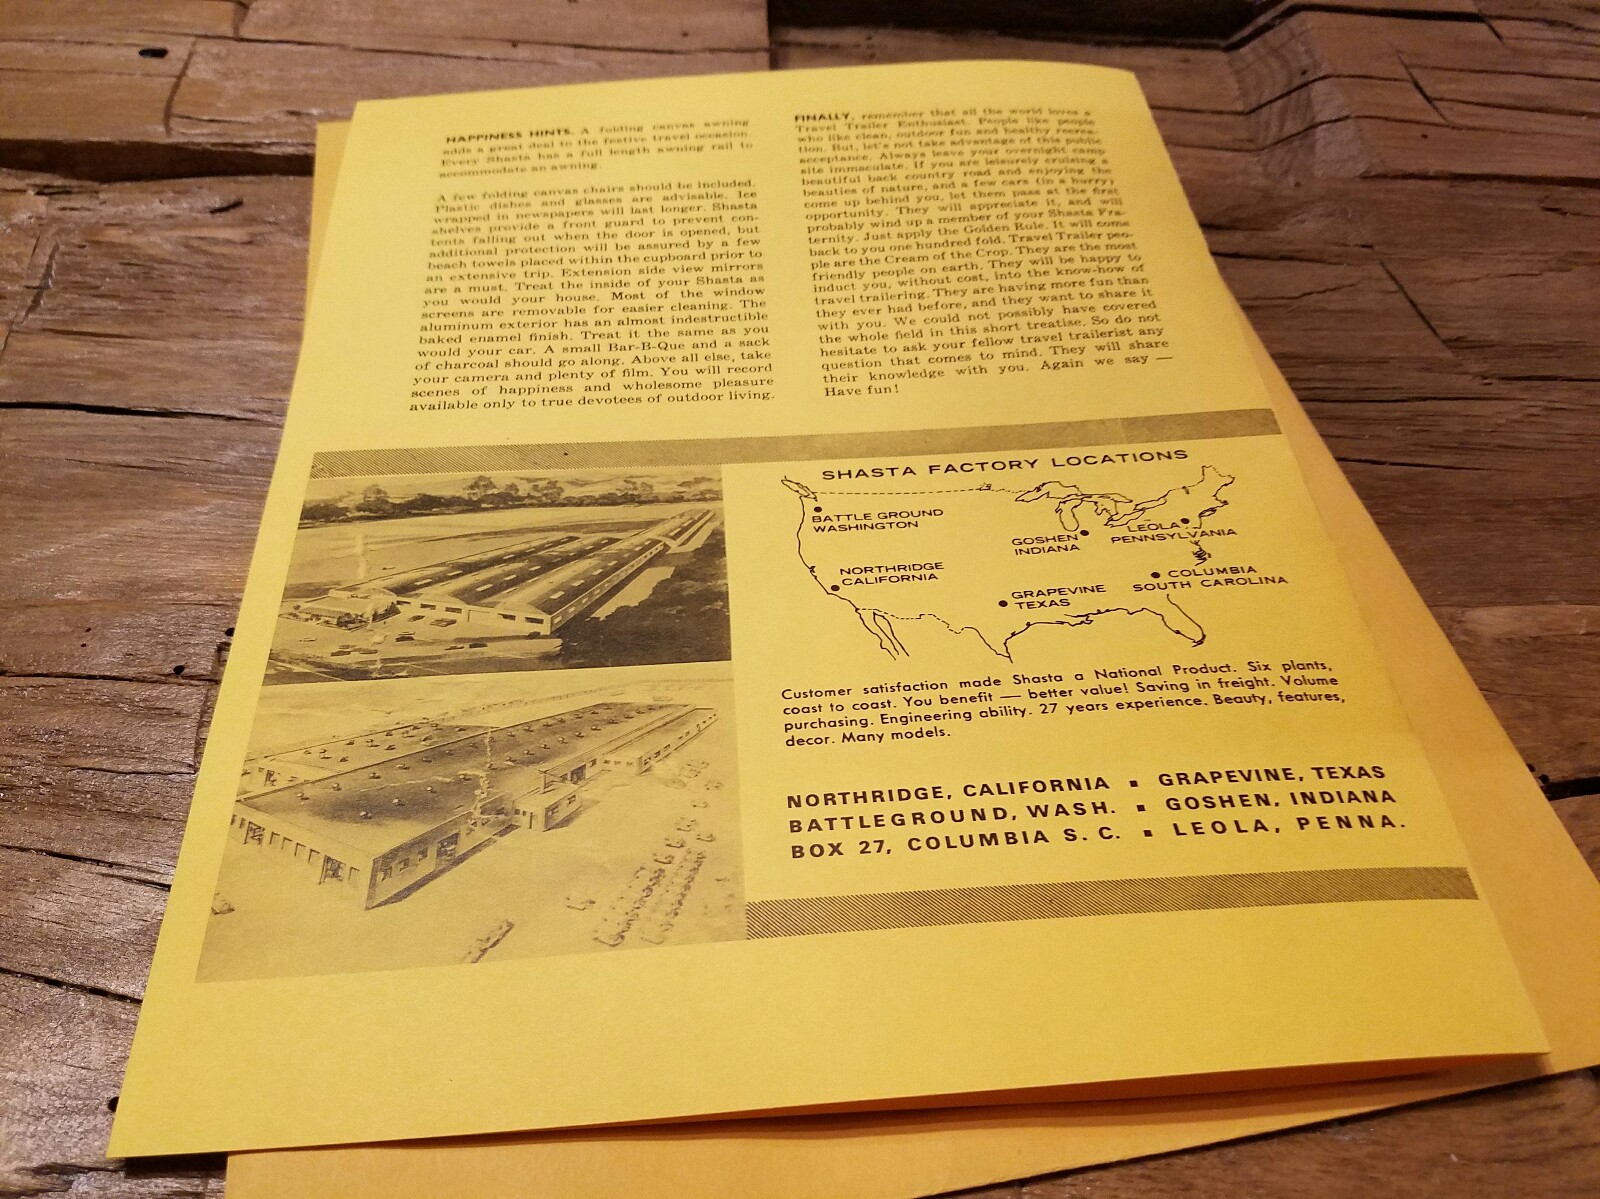 HAPPINESS HINTS. A folding canvas awning
adds a great deal to the festive travel occasion.
Every Shasta has a full length awning rail to
accommodate an awning.
A few folding canvas chairs should be included.
Plastic dishes and glasses are advisable. Ice
wrapped in newspapers will last longer. Shasta
shelves provide a front guard to prevent con-
tents falling out when the door is opened, but
additional protection will be assured by a few
beach towels placed within the cupboard prior to
an extensive trip. Extension side view mirrors
are a must. Treat the inside of your Shasta as
you would your house. Most of the window
screens are removable for easier cleaning. The
aluminum exterior has an almost indestructible
baked enamel finish. Treat it the same as you
would your car. A small Bar-B-Que and a sack
of charcoal should go along. Above all else, take
your camera and plenty of film. You will record
scenes of happiness and wholesome pleasure
available only to true devotees of outdoor living.
FINALLY, remember that all the world loves a
Travel Trailer Enthusiast. People like people
who like clean, outdoor fun and healthy recrea-
tion. But, let's not take advantage of this public
acceptance. Always leave your overnight camp
site immaculate. If you are leisurely cruising a
beautiful back country road and enjoying the
beauties of nature, and a few cars (in a hurry)
come up behind you, let them pass at the first
opportunity. They will appreciate it, and will
probably wind up a member of your Shasta Fra-
ternity. Just apply the Golden Rule. It will come
back to you one hundred fold. Travel Trailer peo-
ple are the Cream of the Crop. They are the most
friendly people on earth. They will be happy to
induct you, without cost, into the know-how of
travel trailering. They are having more fun than
they ever had before, and they want to share it
with you. We could not possibly have covered
the whole field in this short treatise. So do not
hesitate to ask your fellow travel trailerist any
question that comes to mind. They will share
their knowledge with you. Again we say —
Have fun!
SHASTA FACTORY LOCATIONS
BATTLE GROUND
WASHINGTON
GOSHEN
INDIANA
LEOLA
PENNSYLVANIA
NORTHRIDGE
CALIFORNIA
GRAPEVINE
TEXAS
COLUMBIA
SOUTH CAROLINA
Customer satisfaction made Shasta a National Product. Six plants,
coast to coast. You benefit — better value! Saving in freight. Volume
purchasing. Engineering ability. 27 years experience. Beauty, features,
decor. Many models.
NORTHRIDGE, CALIFORNIA ▪ GRAPEVINE, TEXAS
BATTLEGROUND, WASH. ▪ GOSHEN, INDIANA
BOX 27, COLUMBIA S. C. ▪ LEOLA, PENNA.